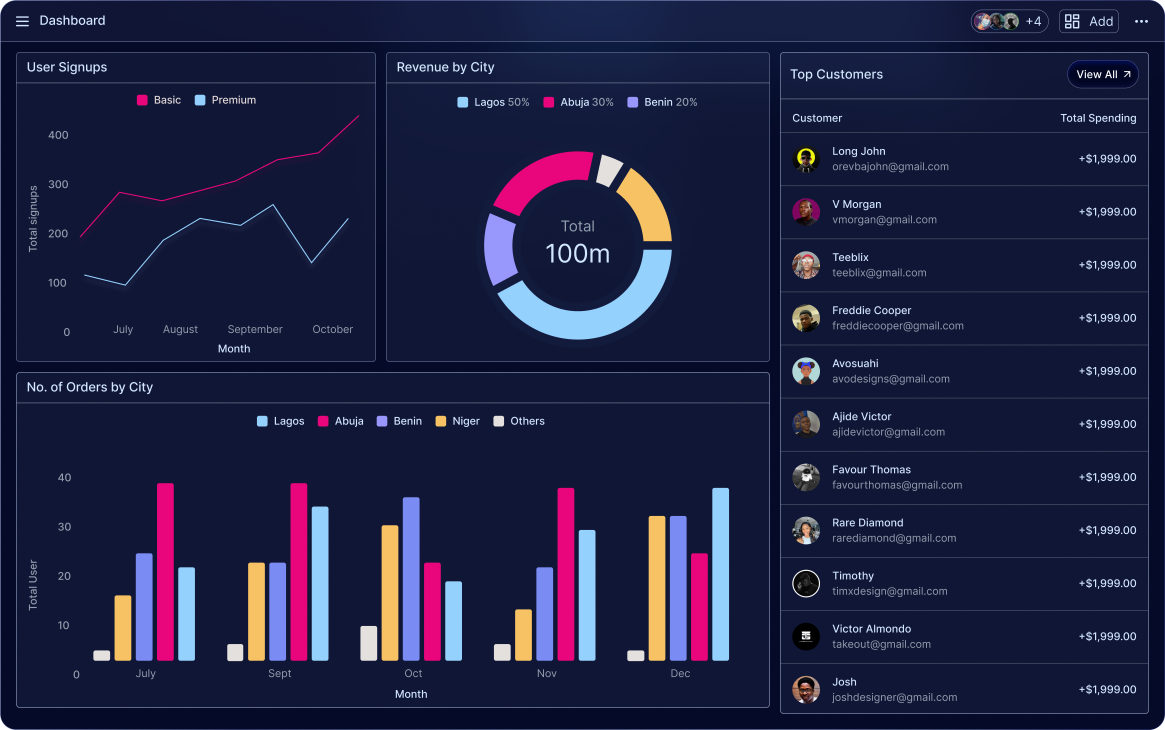 Dashboard
+4
Add
User Signups
Basic
Premium
400
300
200
100
0
Total signups
July
August
September
October
Month
Revenue by City
Lagos 50%
Abuja 30%
Benin 20%
Total
100m
No. of Orders by City
Lagos
Abuja
Benin
Niger
Others
40
30
20
10
0
Total User
July
Sept
Oct
Nov
Dec
Month
Top Customers
View All
Customer
Total Spending
Long John
orevbajohn@gmail.com
+$1,999.00
V Morgan
vmorgan@gmail.com
+$1,999.00
Teeblix
teeblix@gmail.com
+$1,999.00
Freddie Cooper
freddiecooper@gmail.com
+$1,999.00
Avosuahi
avodesigns@gmail.com
+$1,999.00
Ajide Victor
ajidevictor@gmail.com
+$1,999.00
Favour Thomas
favourthomas@gmail.com
+$1,999.00
Rare Diamond
rarediamond@gmail.com
+$1,999.00
Timothy
timxdesign@gmail.com
+$1,999.00
Victor Almondo
takeout@gmail.com
+$1,999.00
Josh
joshdesigner@gmail.com
+$1,999.00